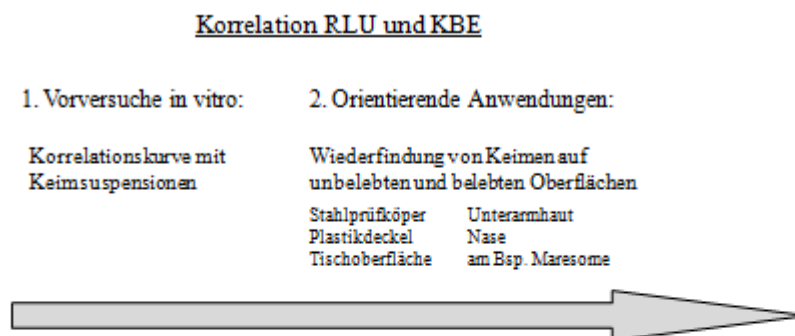 Korrelation RLU und KBE
1. Vorversuche in vitro:
2. Orientierende Anwendungen:
Korrelationskurve mit
Keimsuspensionen
Wiederfindung von Keimen auf
unbelebten und belebten Oberflächen
Stahlprüfköper
Plastikdeckel
Tischoberfläche
Unterarmhaut
Nase
am Bsp. Maresome